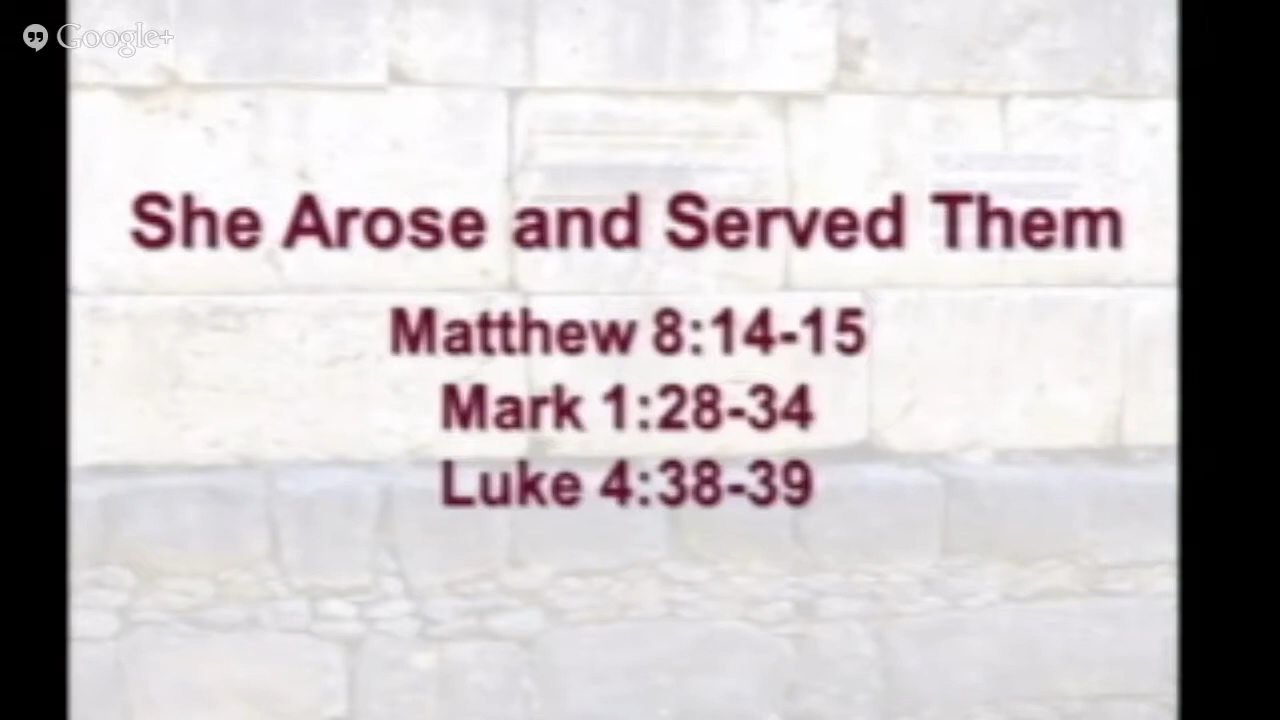 Google+
She Arose and Served Them
Matthew 8:14-15
Mark 1:28-34
Luke 4:38-39